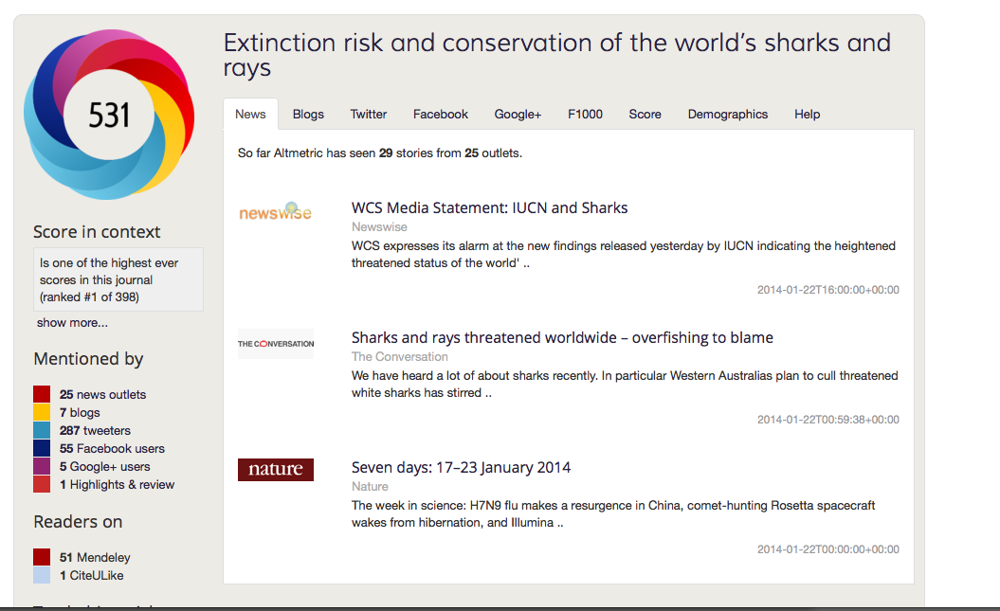 531
Extinction risk and conservation of the world's sharks and
rays
News Blogs Twitter Facebook Google+ F1000 Score Demographics Help
So far Altmetric has seen 29 stories from 25 outlets.
newswise
WCS Media Statement: IUCN and Sharks
Newswise
WCS expresses its alarm at the new findings released yesterday by IUCN indicating the heightened
threatened status of the world' ..
2014-01-22T16:00:00+00:00
THE CONVERSATION
Sharks and rays threatened worldwide – overfishing to blame
The Conversation
We have heard a lot of about sharks recently. In particular Western Australias plan to cull threatened
white sharks has stirred ..
2014-01-22T00:59:38+00:00
nature
Seven days: 17–23 January 2014
Nature
The week in science: H7N9 flu makes a resurgence in China, comet-hunting Rosetta spacecraft
wakes from hibernation, and Illumina ..
2014-01-22T00:00:00+00:00
Score in context
Is one of the highest ever
scores in this journal
(ranked #1 of 398)
show more...
Mentioned by
25 news outlets
7 blogs
287 tweeters
55 Facebook users
5 Google+ users
1 Highlights & review
Readers on
51 Mendeley
1 CiteULike